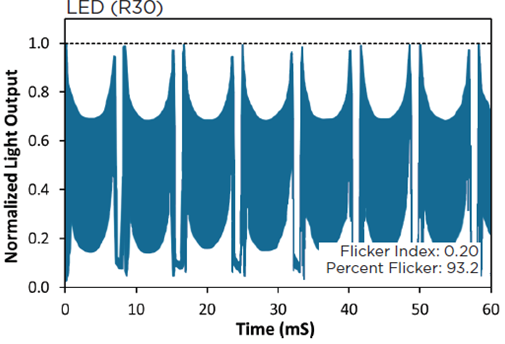 LED (R30)
1.0
0.8
0.6
0.4
0.2
0.0
Normalized Light Output
Flicker Index: 0.20
Percent Flicker: 93.2
0 10 20 30 40 50 60
Time (mS)